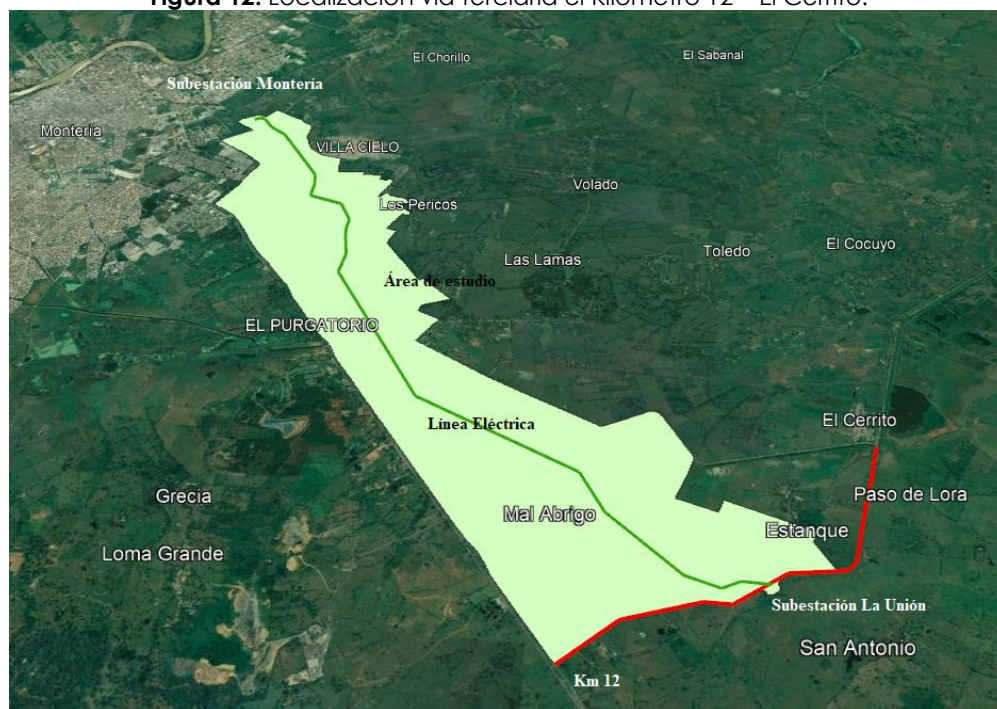 Figura 12. Localización vía terciaria el Kilómetro 12 – El Cerrito.
El Chorillo
El Sabanal
Subestación Montería
Montería
VILLA CIELO
Volado
Los Pericos
El Cocuyo
Toledo
Las Lamas
Área de estudio
EL PURGATORIO
El Cerrito
Línea Eléctrica
Grecia
Paso de Lora
Mal Abrigo
Estanque
Loma Grande
Subestación La Unión
San Antonio
Km 12